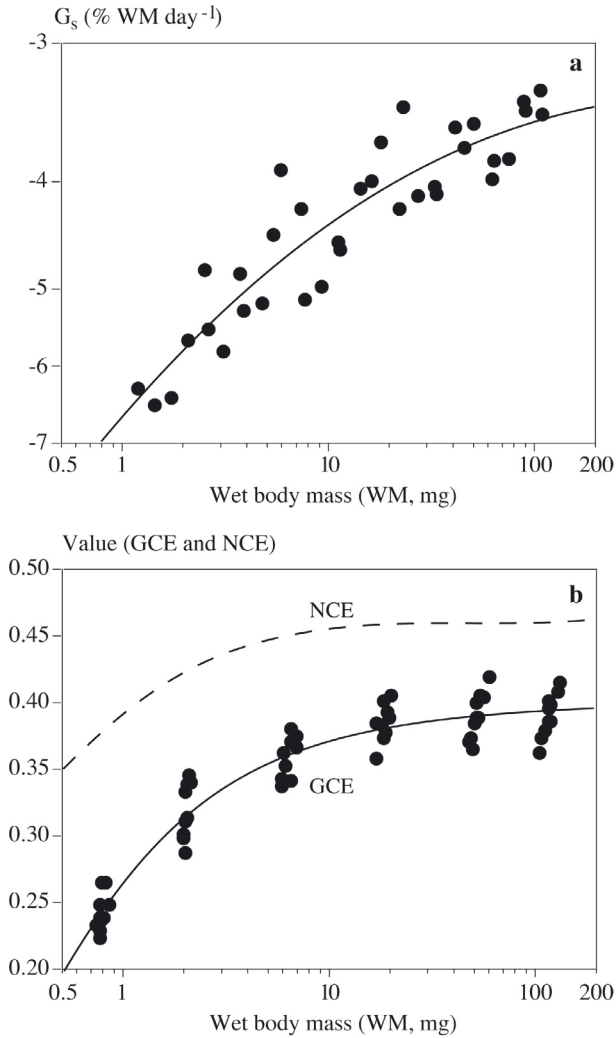 Gₛ (% WM day⁻¹)
-3
a
-4
-5
-6
-7
0.5 1 10 100 200
Wet body mass (WM, mg)
Value (GCE and NCE)
0.50
b
NCE
0.45
0.40
0.35
GCE
0.30
0.25
0.20
0.5 1 10 100 200
Wet body mass (WM, mg)